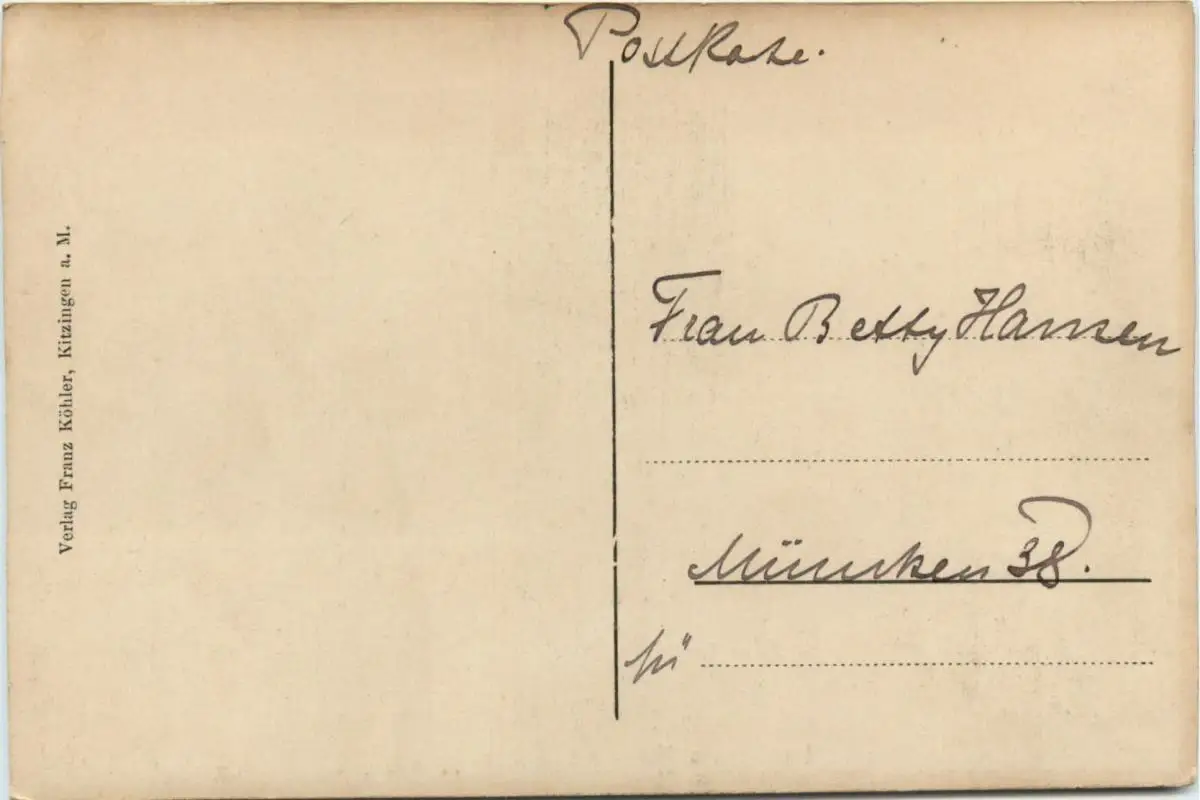 Postkarte.
Verlag Franz Köhler, Kitzingen a. M.
Frau Betty Hansen
München 38.